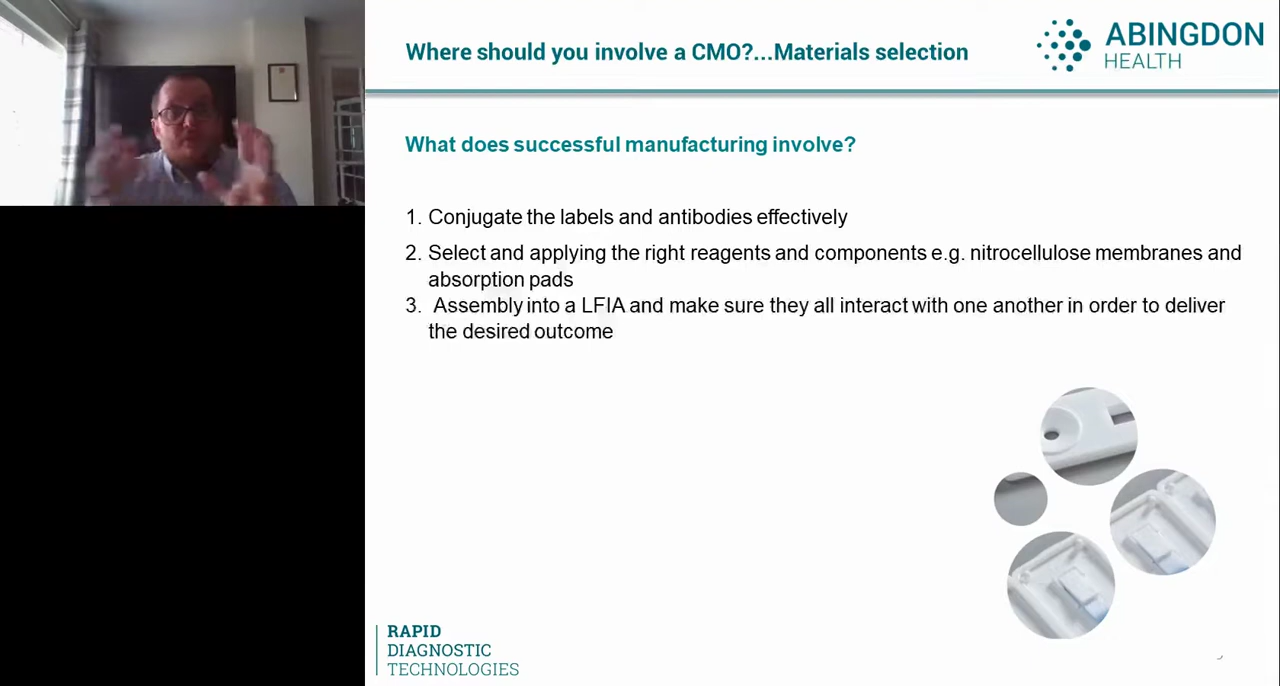 Where should you involve a CMO?...Materials selection
ABINGDON
HEALTH
What does successful manufacturing involve?
1. Conjugate the labels and antibodies effectively
2. Select and applying the right reagents and components e.g. nitrocellulose membranes and
absorption pads
3. Assembly into a LFIA and make sure they all interact with one another in order to deliver
the desired outcome
RAPID
DIAGNOSTIC
TECHNOLOGIES